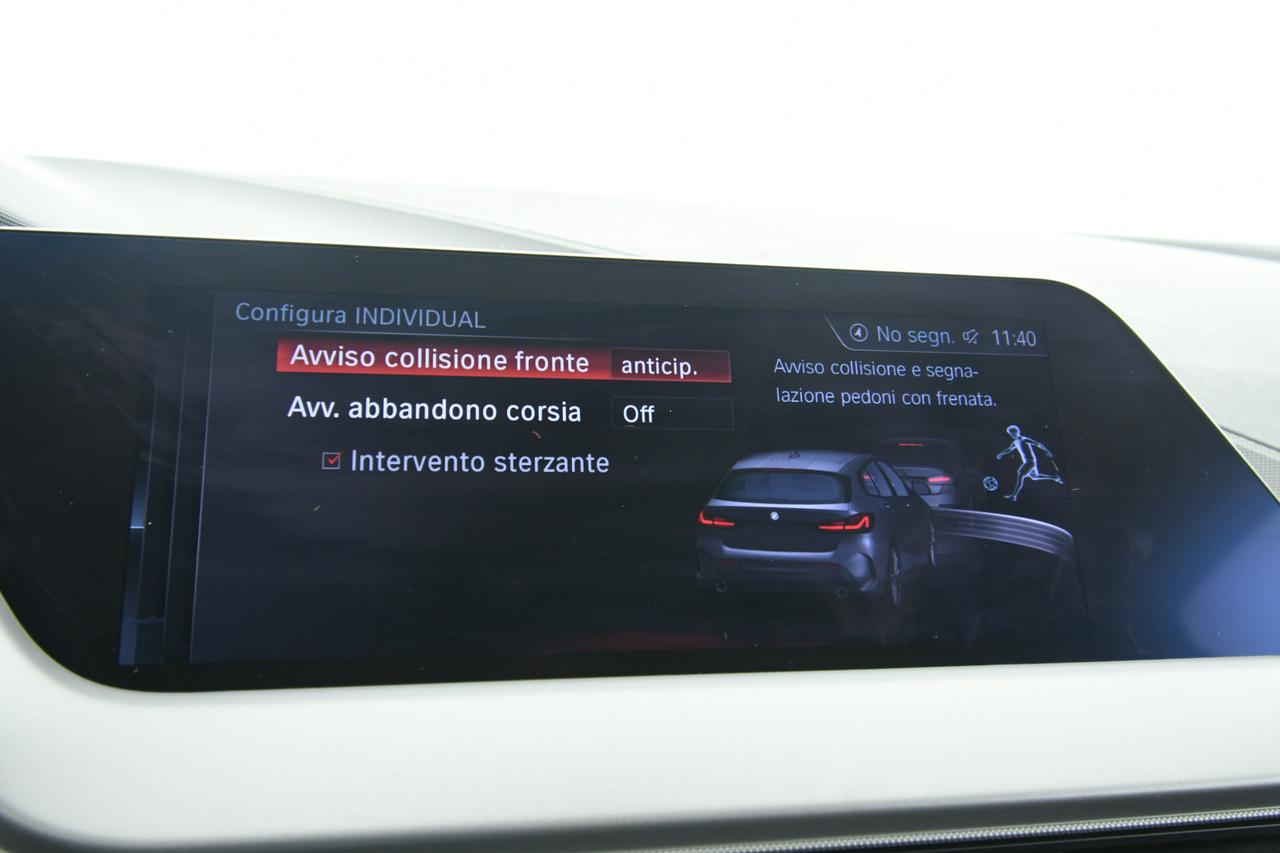 Configura INDIVIDUAL
No segn. 11:40
Avviso collisione fronte anticip.
Avv. abbandono corsia Off
Intervento sterzante
Avviso collisione e segna-
lazione pedoni con frenata.